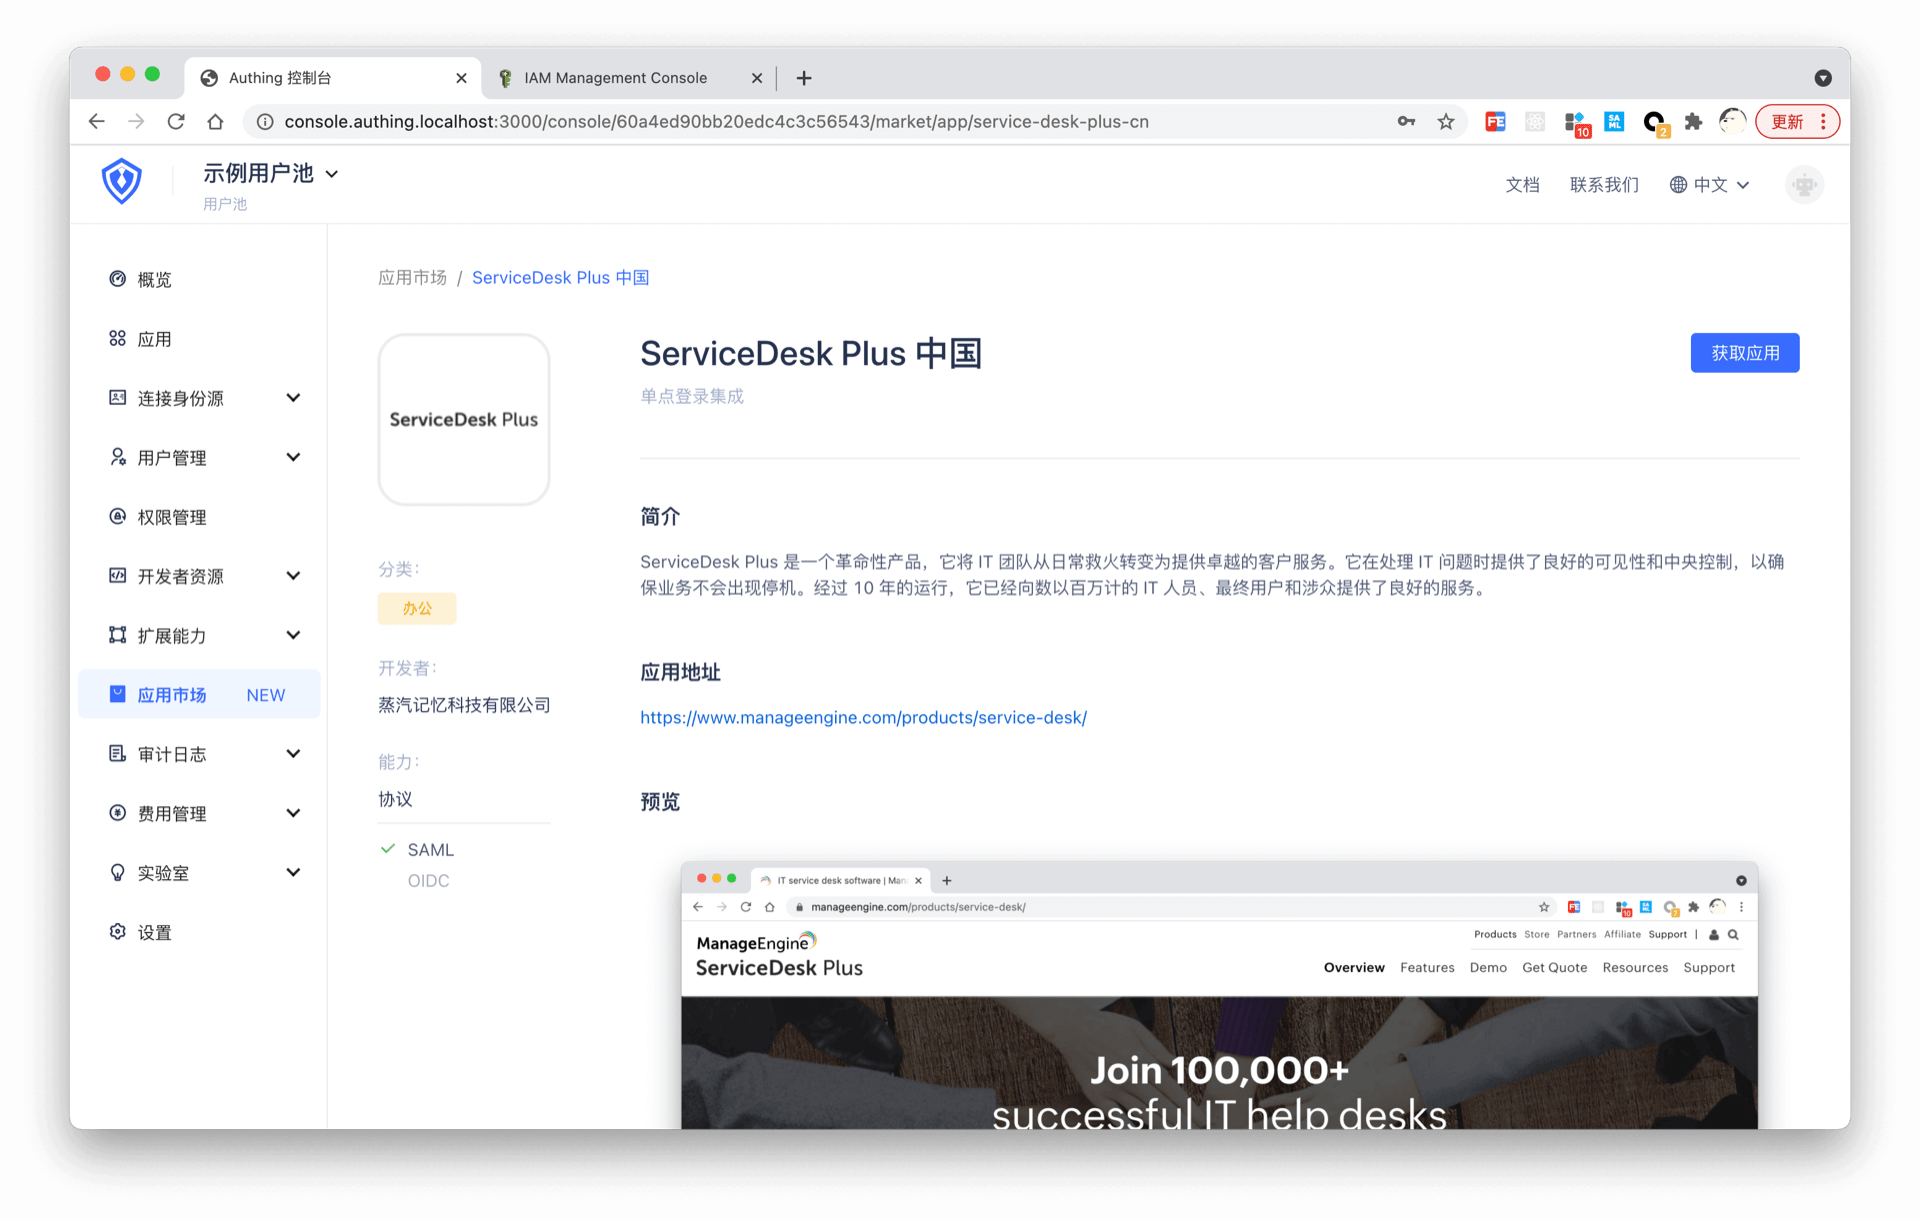 Authing 控制台
IAM Management Console
console.authing.localhost:3000/console/60a4ed90bb20edc4c3c56543/market/app/service-desk-plus-cn
FE
10
SA
ML
2
更新
示例用户池
用户池
文档
联系我们
中文
概览
应用
连接身份源
用户管理
权限管理
开发者资源
扩展能力
应用市场 NEW
审计日志
费用管理
实验室
设置
应用市场 / ServiceDesk Plus 中国
ServiceDesk Plus
分类:
办公
开发者:
蒸汽记忆科技有限公司
能力:
协议
SAML
OIDC
ServiceDesk Plus 中国
单点登录集成
获取应用
简介
ServiceDesk Plus 是一个革命性产品，它将 IT 团队从日常救火转变为提供卓越的客户服务。它在处理 IT 问题时提供了良好的可见性和中央控制，以确
保业务不会出现停机。经过 10 年的运行，它已经向数以百万计的 IT 人员、最终用户和涉众提供了良好的服务。
应用地址
https://www.manageengine.com/products/service-desk/
预览
IT service desk software | Man
manageengine.com/products/service-desk/
FE
10
2
ManageEngine
ServiceDesk Plus
Products Store Partners Affiliate Support |
Overview Features Demo Get Quote Resources Support
Join 100,000+
successful IT help desks